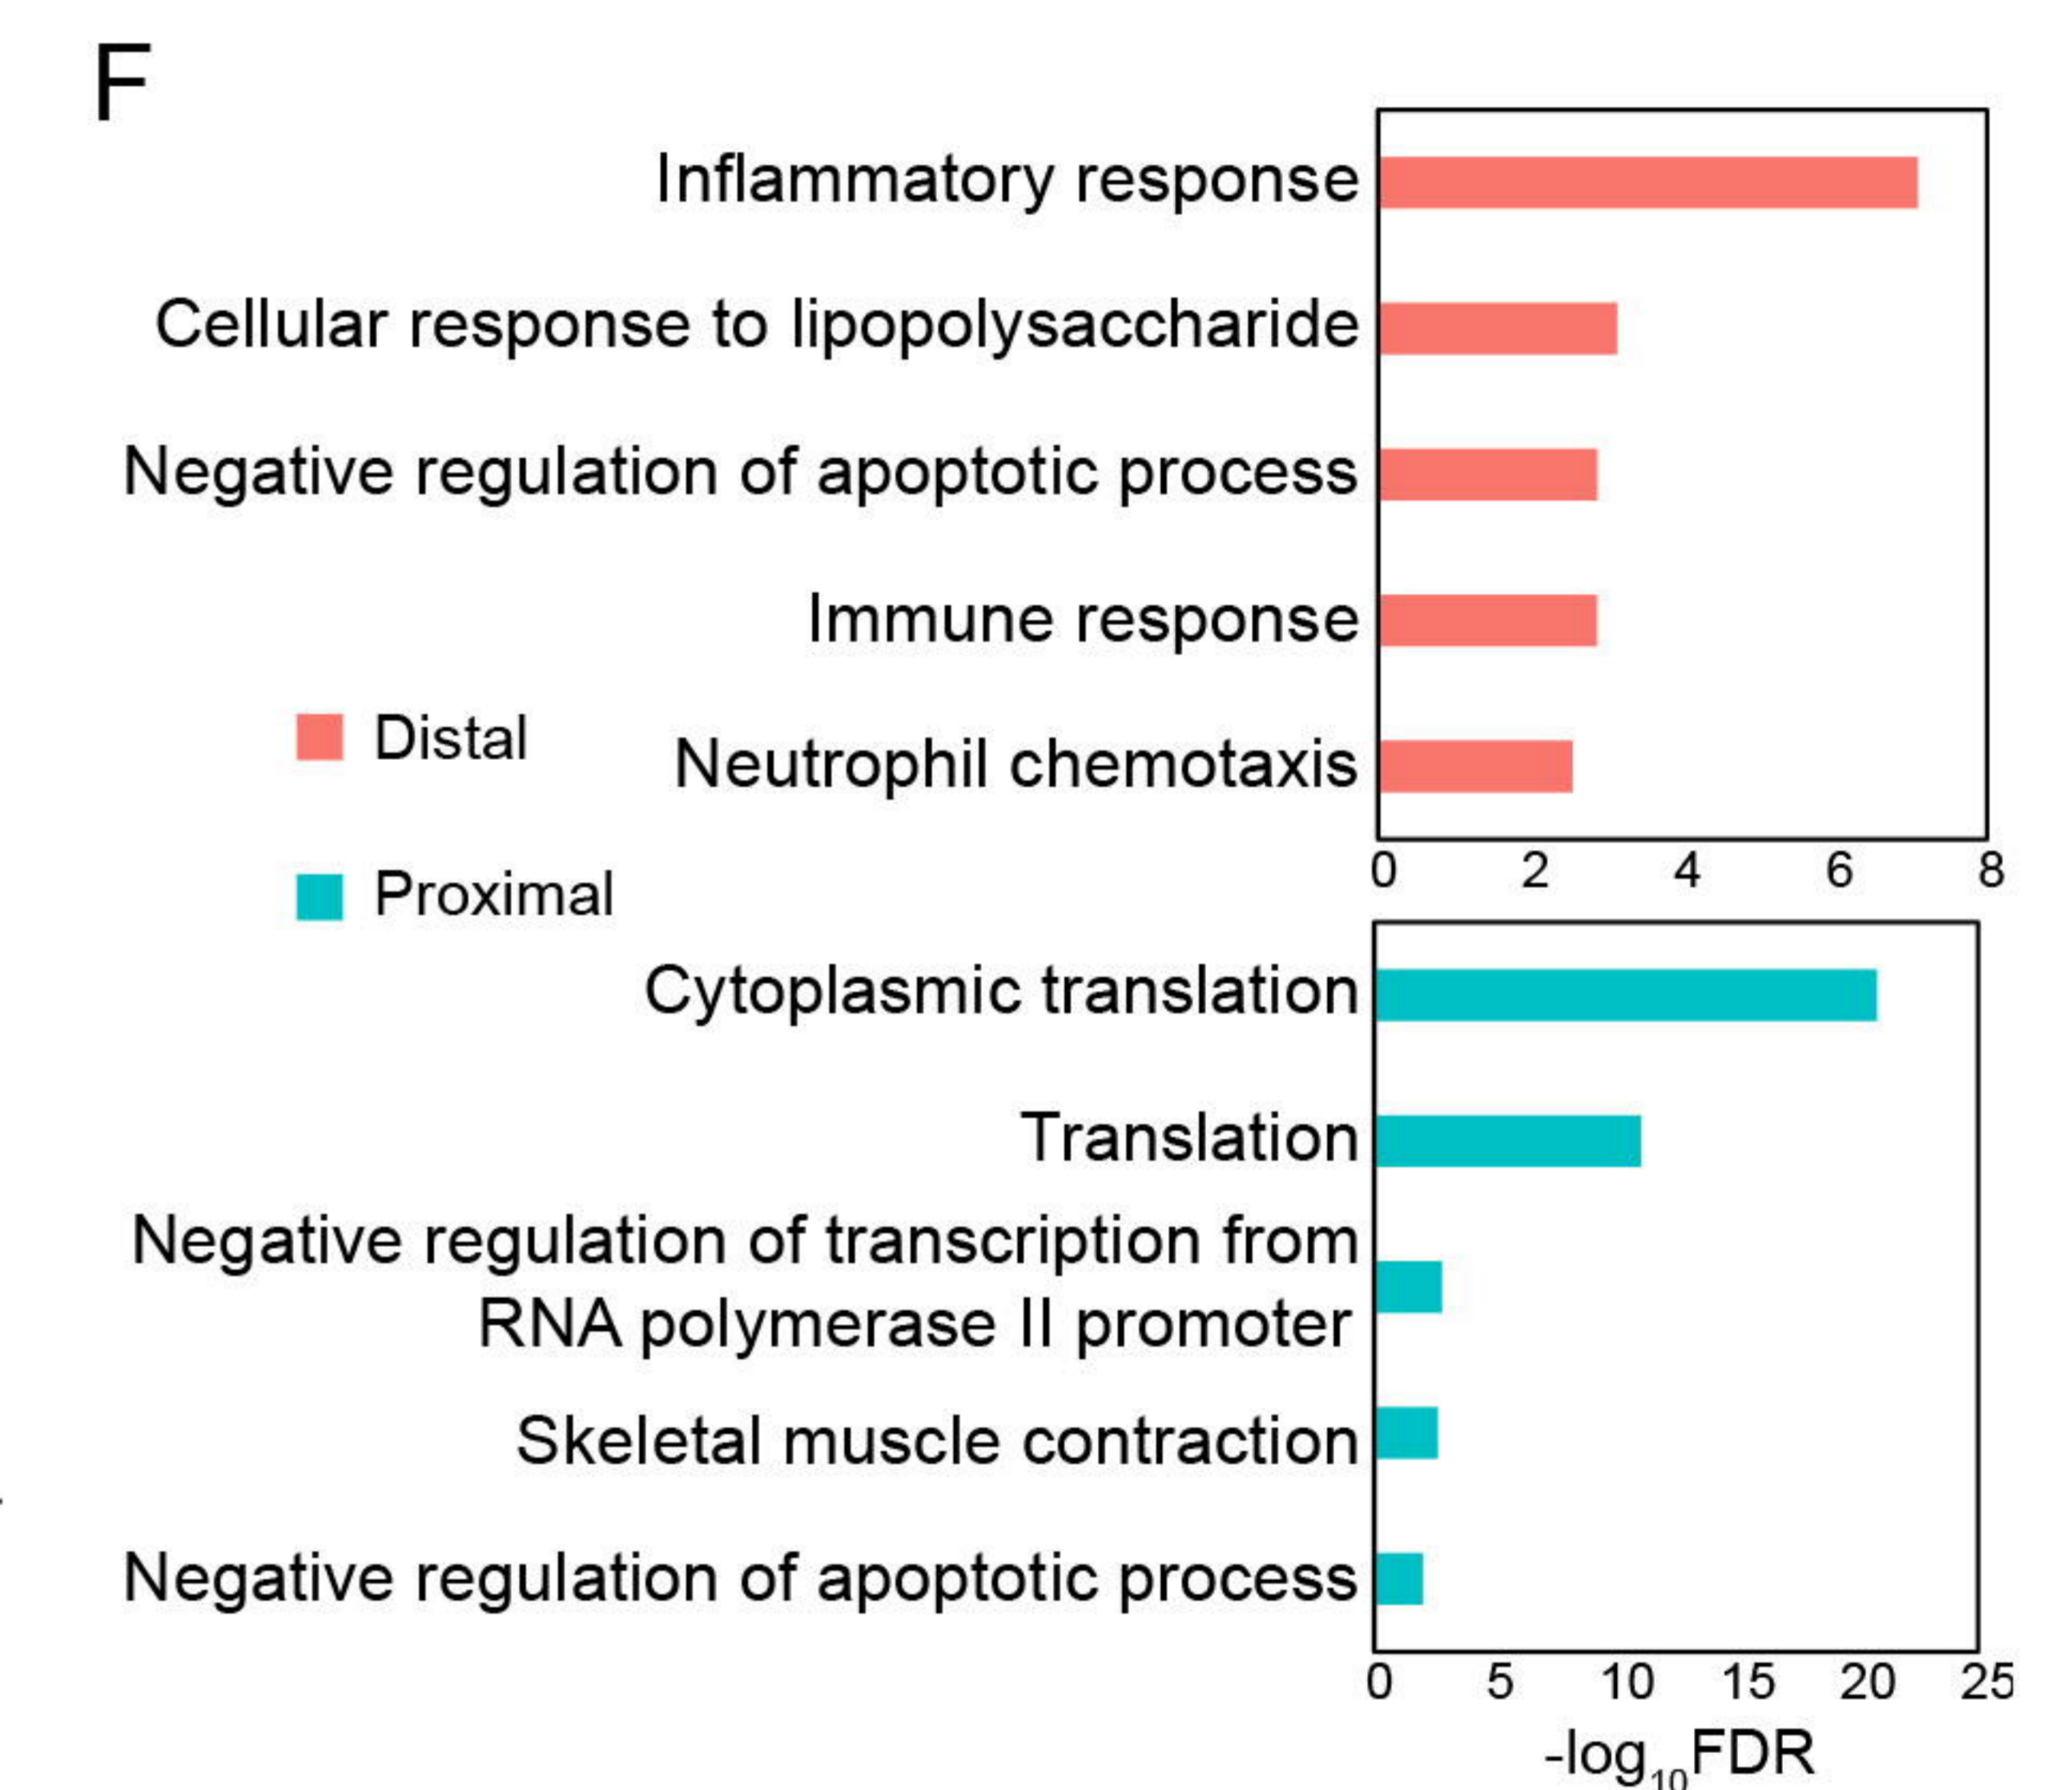 F
Inflammatory response
Cellular response to lipopolysaccharide
Negative regulation of apoptotic process
Immune response
Distal
Neutrophil chemotaxis
0 2 4 6 8
Proximal
Cytoplasmic translation
Translation
Negative regulation of transcription from
RNA polymerase II promoter
Skeletal muscle contraction
Negative regulation of apoptotic process
0 5 10 15 20 25
-log₁₀FDR